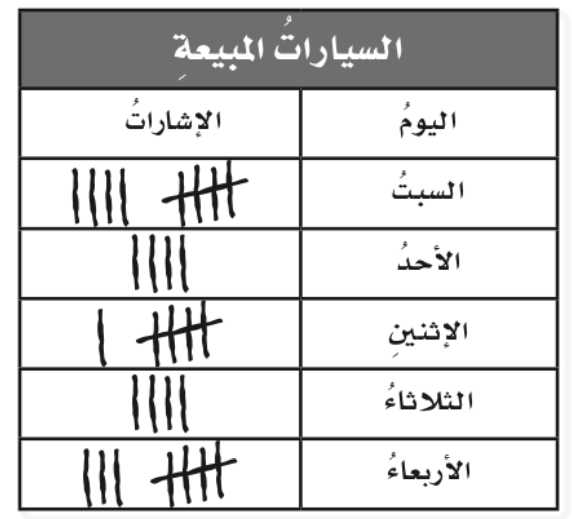 السياراتُ المبيعةِ
اليومُ الإشاراتُ
السبتُ
الأحدُ
الإثنينِ
الثلاثاءُ
الأربعاءُ